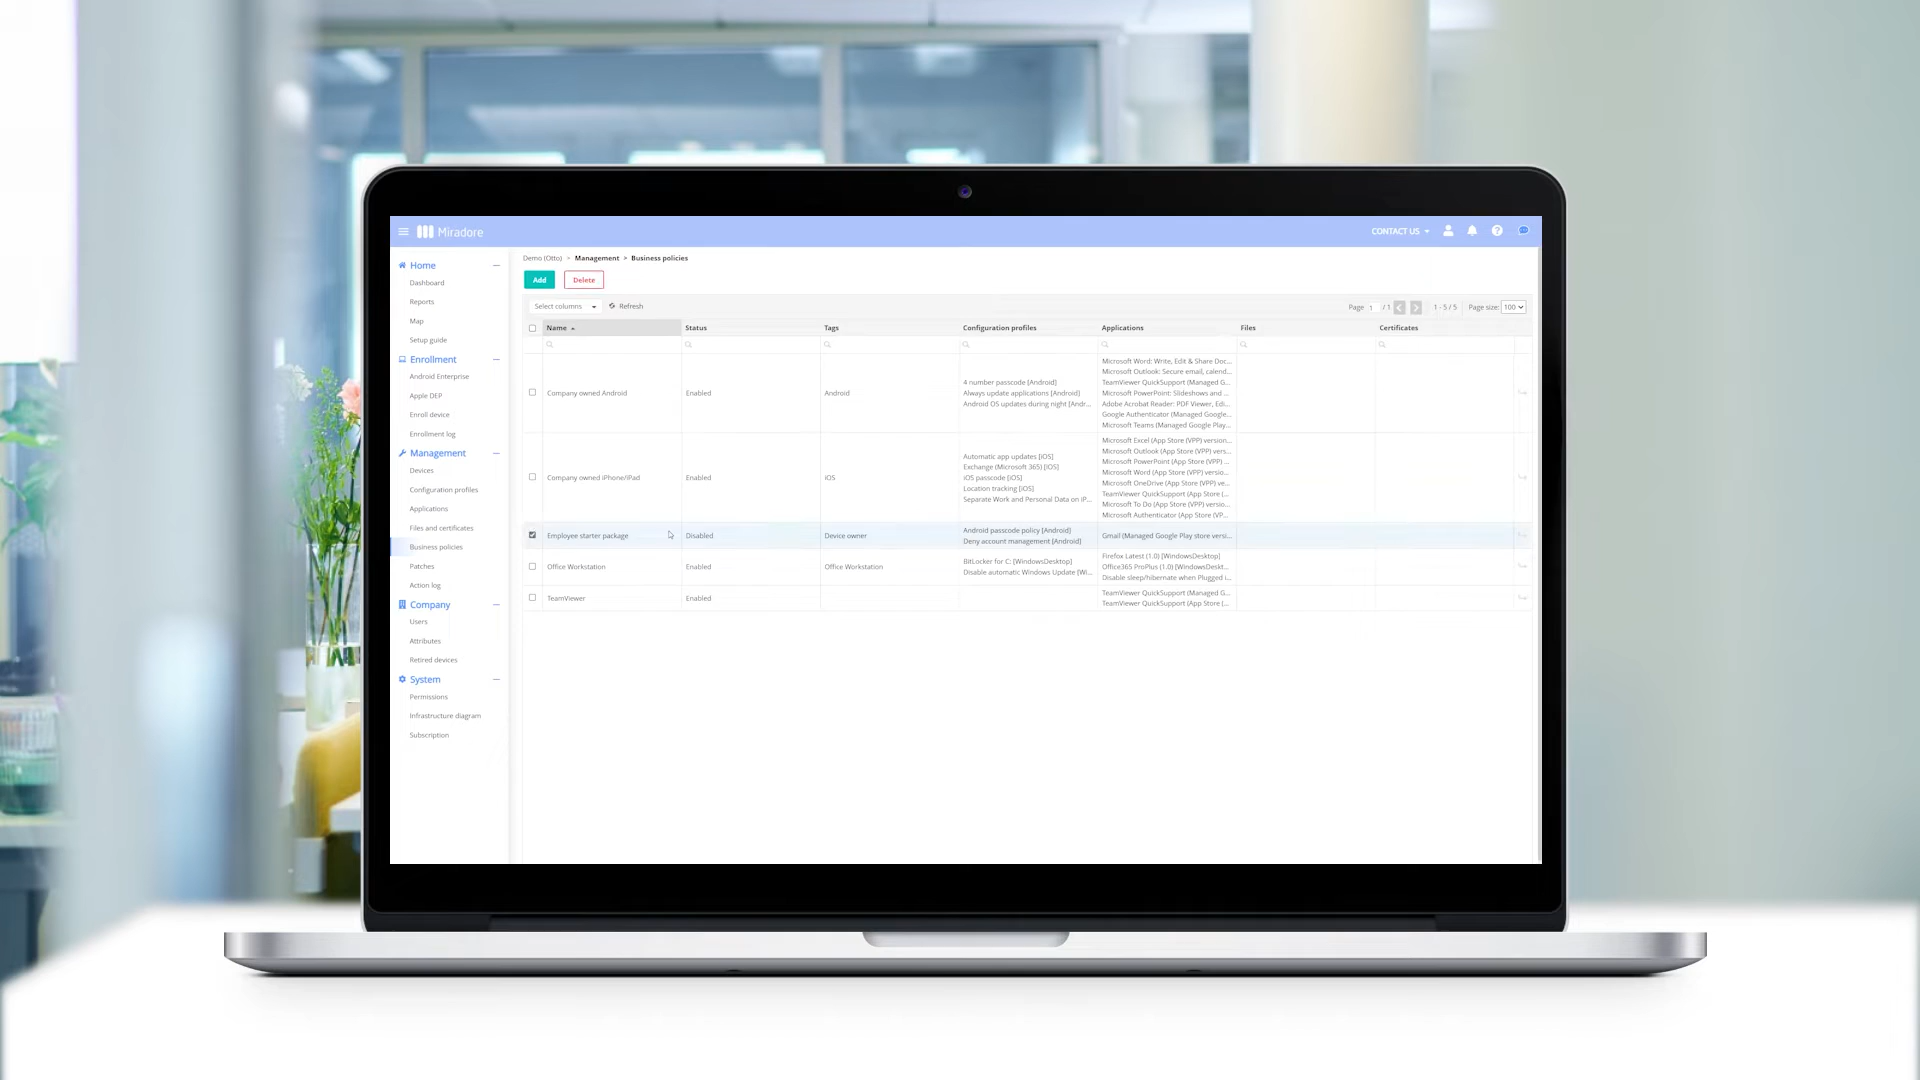 Miradore
CONTACT US
Home
Dashboard
Reports
Map
Setup guide
Enrollment
Android Enterprise
Apple DEP
Enroll device
Enrollment log
Management
Devices
Configuration profiles
Applications
Files and certificates
Business policies
Patches
Action log
Company
Users
Attributes
Retired devices
System
Permissions
Infrastructure diagram
Subscription
Demo (Otto) > Management > Business policies
Add Delete
Select columns Refresh Page 1 / 1 1 - 5 / 5 Page size: 100
Name Status Tags Configuration profiles Applications Files Certificates
Company owned Android Enabled Android
4 number passcode [Android]
Always update applications [Android]
Android OS updates during night [Andr...
Microsoft Word: Write, Edit & Share Doc...
Microsoft Outlook: Secure email, calend...
TeamViewer QuickSupport (Managed G...
Microsoft PowerPoint: Slideshows and ...
Adobe Acrobat Reader: PDF Viewer, Edi...
Google Authenticator (Managed Google...
Microsoft Teams (Managed Google Play...
Company owned iPhone/iPad Enabled iOS
Automatic app updates [iOS]
Exchange (Microsoft 365) [iOS]
iOS passcode [iOS]
Location tracking [iOS]
Separate Work and Personal Data on iP...
Microsoft Excel (App Store (VPP) version...
Microsoft Outlook (App Store (VPP) vers...
Microsoft PowerPoint (App Store (VPP) ...
Microsoft Word (App Store (VPP) versio...
Microsoft OneDrive (App Store (VPP) ve...
TeamViewer QuickSupport (App Store (...
Microsoft To Do (App Store (VPP) versio...
Microsoft Authenticator (App Store (VP...
Employee starter package Disabled Device owner
Android passcode policy [Android]
Deny account management [Android]
Gmail (Managed Google Play store versi...
Office Workstation Enabled Office Workstation
BitLocker for C: [WindowsDesktop]
Disable automatic Windows Update [Wi...
Firefox Latest (1.0) [WindowsDesktop]
Office365 ProPlus (1.0) [WindowsDeskt...
Disable sleep/hibernate when Plugged i...
TeamViewer Enabled
TeamViewer QuickSupport (Managed G...
TeamViewer QuickSupport (App Store (...